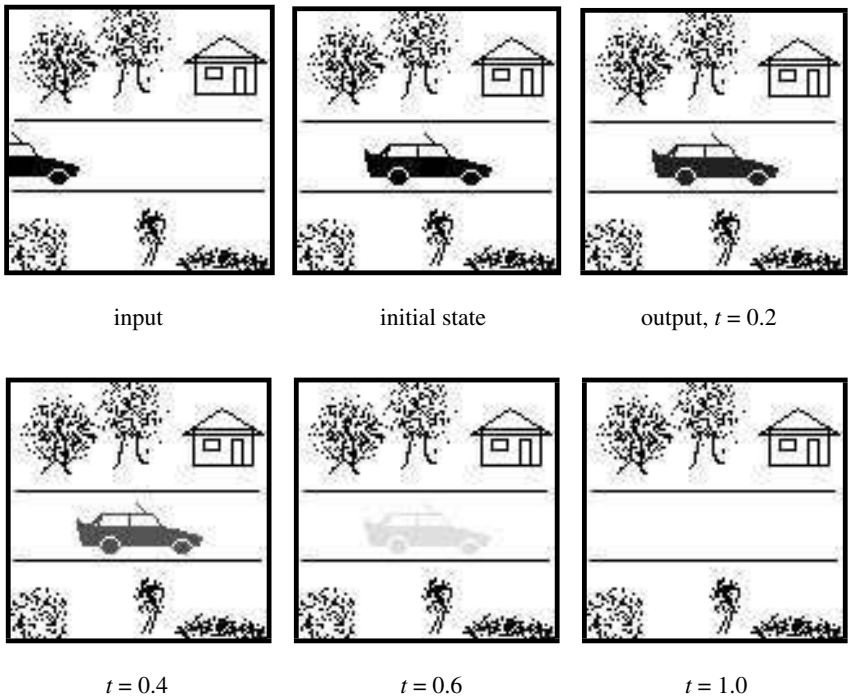 input
initial state
output, t = 0.2
t = 0.4
t = 0.6
t = 1.0